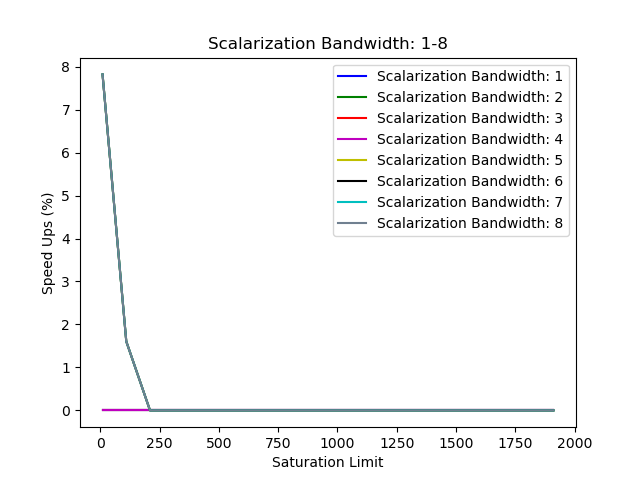 Scalarization Bandwidth: 1-8
Speed Ups (%)
8
7
6
5
4
3
2
1
0
Scalarization Bandwidth: 1
Scalarization Bandwidth: 2
Scalarization Bandwidth: 3
Scalarization Bandwidth: 4
Scalarization Bandwidth: 5
Scalarization Bandwidth: 6
Scalarization Bandwidth: 7
Scalarization Bandwidth: 8
0 250 500 750 1000 1250 1500 1750 2000
Saturation Limit